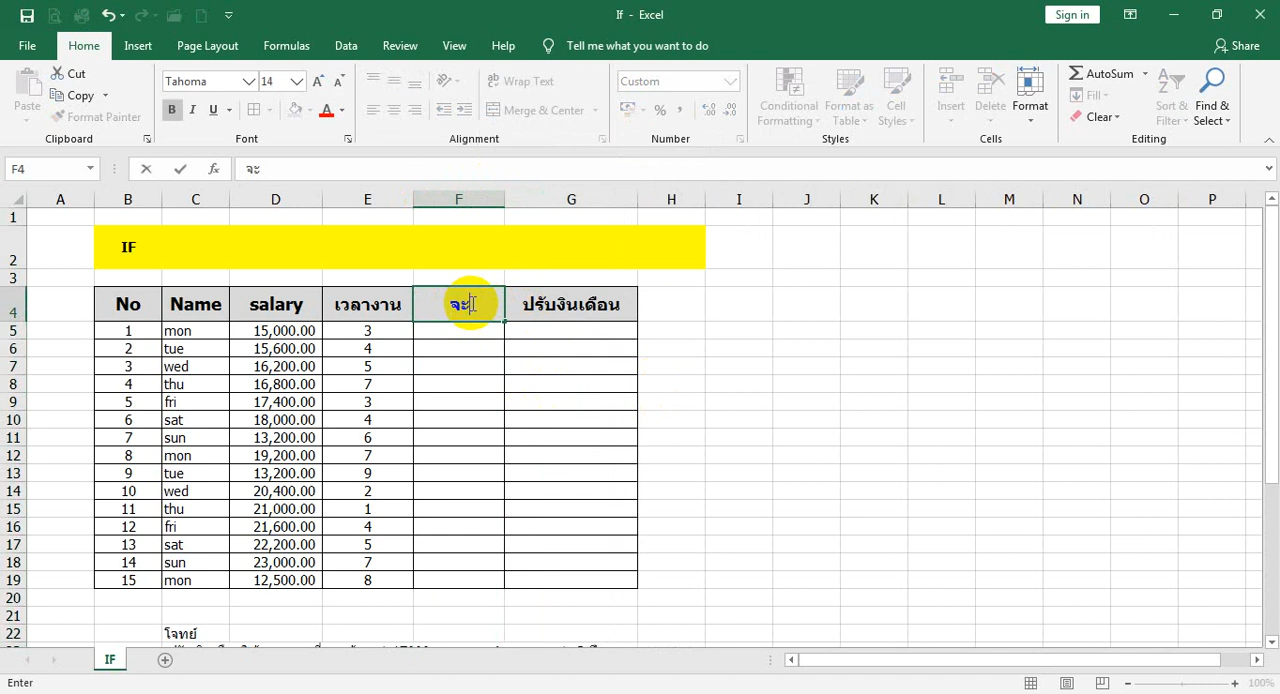 If - Excel
Sign in
File Home Insert Page Layout Formulas Data Review View Help Tell me what you want to do Share
Paste Cut Copy Format Painter Clipboard
Tahoma 14 B I U Font
Wrap Text Merge & Center Alignment
Custom % , Number
Conditional Formatting Format as Table Cell Styles Styles
Insert Delete Format Cells
AutoSum Fill Clear Sort & Filter Find & Select Editing
F4 fx จะ
A B C D E F G H I J K L M N O P
1
2 IF
3
4 No Name salary เวลางาน จะ ปรับงินเดือน
5 1 mon 15,000.00 3
6 2 tue 15,600.00 4
7 3 wed 16,200.00 5
8 4 thu 16,800.00 7
9 5 fri 17,400.00 3
10 6 sat 18,000.00 4
11 7 sun 13,200.00 6
12 8 mon 19,200.00 7
13 9 tue 13,200.00 9
14 10 wed 20,400.00 2
15 11 thu 21,000.00 1
16 12 fri 21,600.00 4
17 13 sat 22,200.00 5
18 14 sun 23,000.00 7
19 15 mon 12,500.00 8
20
21
22 โจทย์
IF
Enter 100%